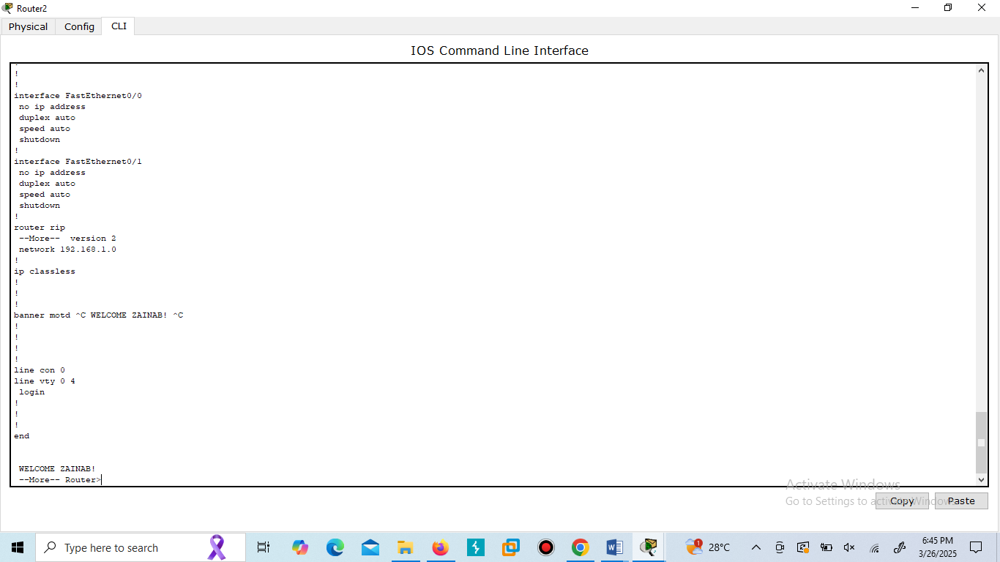 Router2
Physical
Config
CLI
IOS Command Line Interface
!
!
interface FastEthernet0/0
no ip address
duplex auto
speed auto
shutdown
!
interface FastEthernet0/1
no ip address
duplex auto
speed auto
shutdown
!
router rip
--More-- version 2
network 192.168.1.0
!
ip classless
!
!
!
banner motd ^C WELCOME ZAINAB! ^C
!
!
!
!
line con 0
line vty 0 4
login
!
!
!
end
WELCOME ZAINAB!
--More-- Router>
Activate Windows
Go to Settings to activate Windows.
Copy
Paste
Type here to search
1
28°C
6:45 PM
3/26/2025